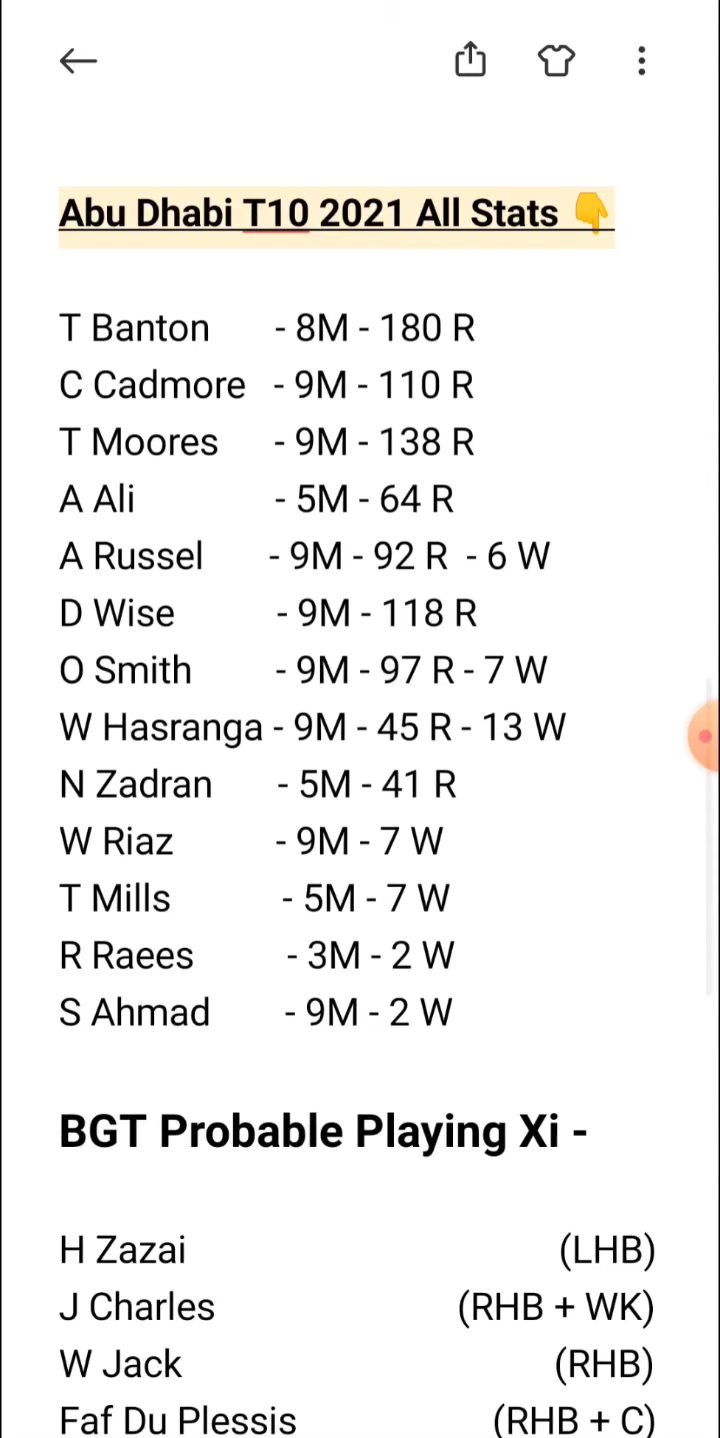 Abu Dhabi T10 2021 All Stats 👇
T Banton - 8M - 180 R
C Cadmore - 9M - 110 R
T Moores - 9M - 138 R
A Ali - 5M - 64 R
A Russel - 9M - 92 R - 6 W
D Wise - 9M - 118 R
O Smith - 9M - 97 R - 7 W
W Hasranga - 9M - 45 R - 13 W
N Zadran - 5M - 41 R
W Riaz - 9M - 7 W
T Mills - 5M - 7 W
R Raees - 3M - 2 W
S Ahmad - 9M - 2 W
BGT Probable Playing Xi -
H Zazai (LHB)
J Charles (RHB + WK)
W Jack (RHB)
Faf Du Plessis (RHB + C)